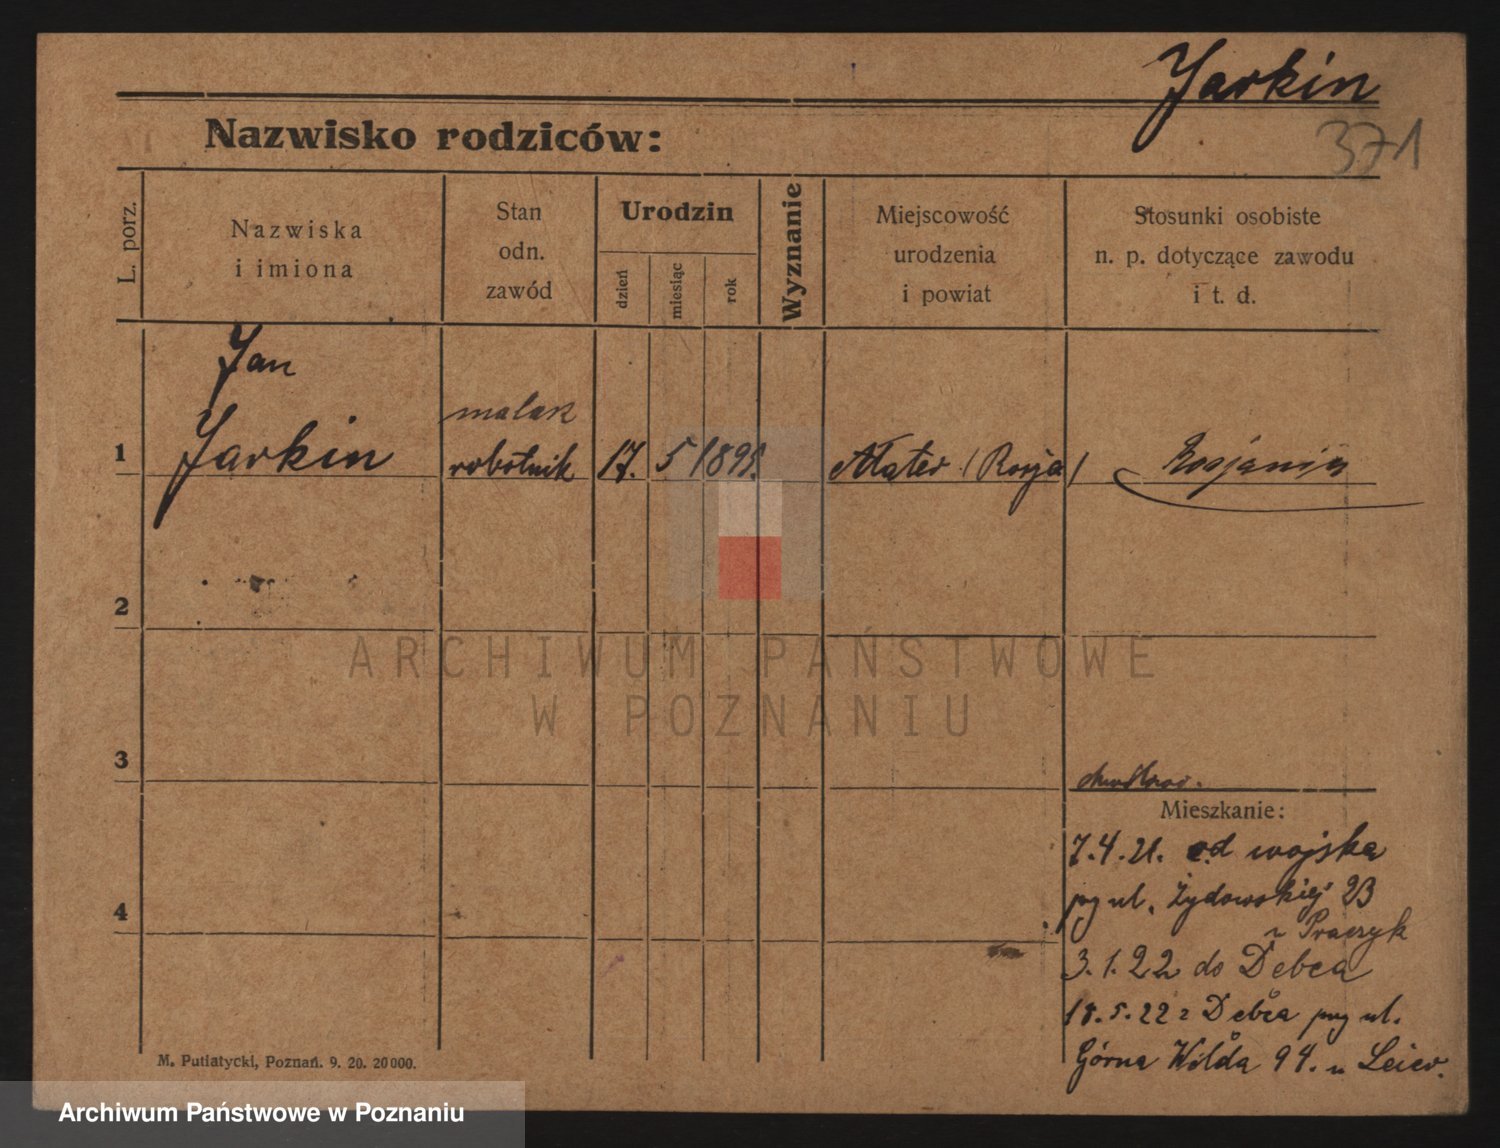 Jarkin
371
Nazwisko rodziców:
L. porz.
Nazwiska
i imiona
Stan
odn.
zawód
Urodzin
dzień
miesiąc
rok
Wyznanie
Miejscowość
urodzenia
i powiat
Stosunki osobiste
n. p. dotyczące zawodu
i t. d.
Jan
malarz
1 Jarkin robotnik 17. 5 (Rosja) Rosjanin
2
ARCHIWUM PAŃSTWOWE
W POZNANIU
3
Mieszkanie:
7.4.21. od wojska
przy ul. Żydowskiej
4
u Praczyk
3.1.22 do Dębca
18.5.22 z Dębca przy ul.
Górna Wilda 94. u
M. Putiatycki, Poznań. 9. 20. 20000.
Archiwum Państwowe w Poznaniu